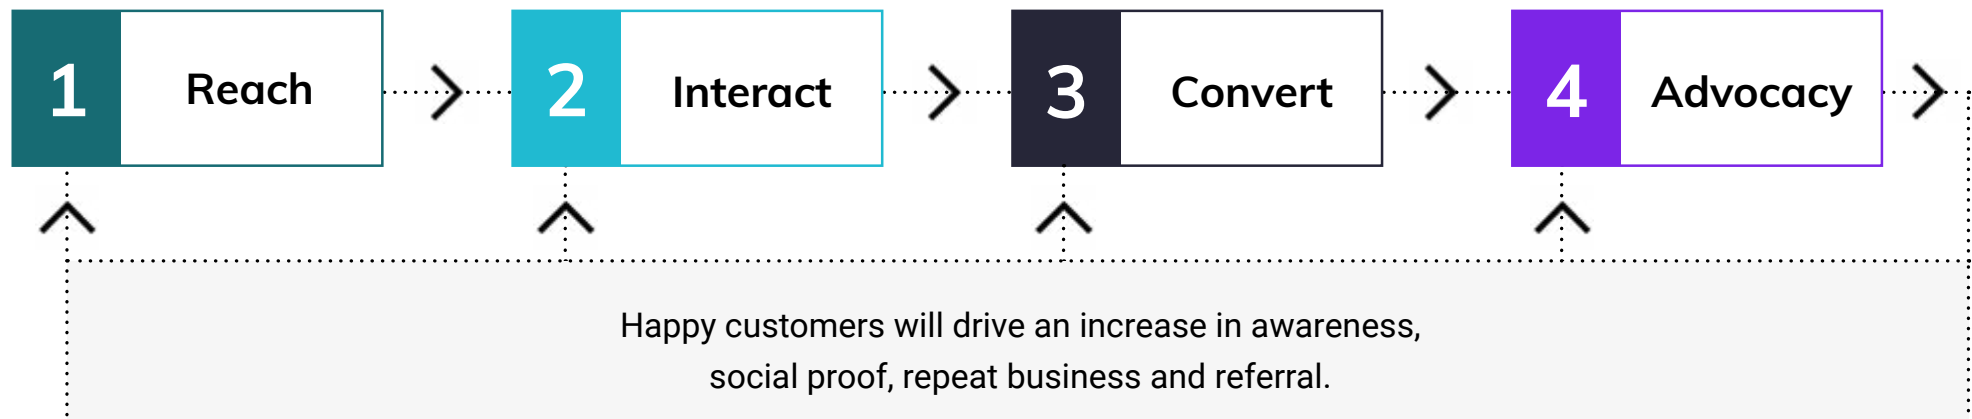 1 Reach
2 Interact
3 Convert
4 Advocacy
Happy customers will drive an increase in awareness,
social proof, repeat business and referral.